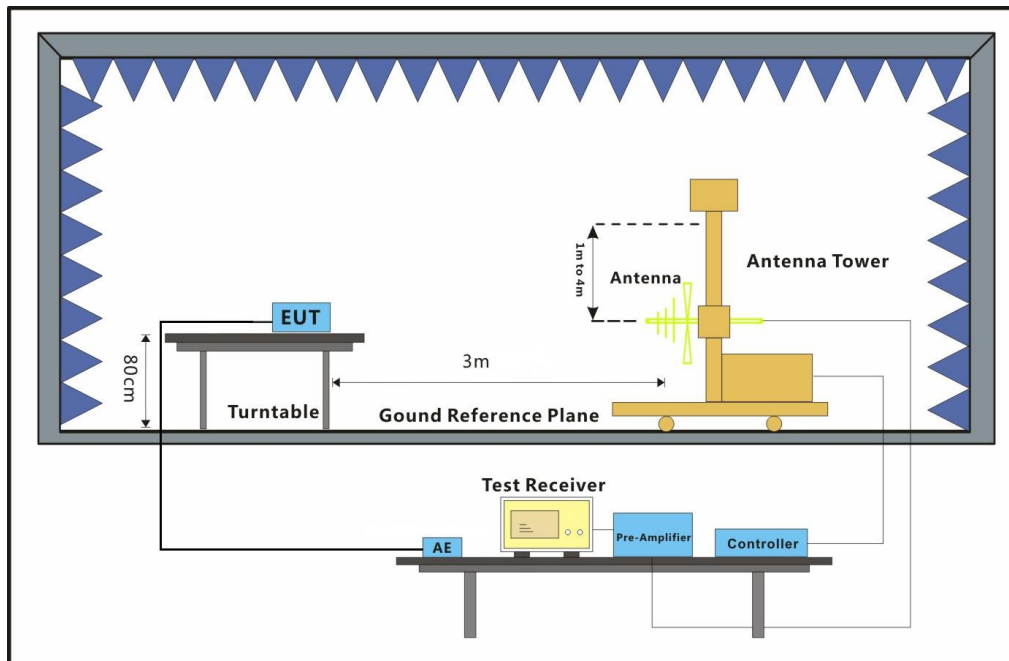 1m to 4m
Antenna
Antenna Tower
EUT
80cm
3m
Turntable
Gound Reference Plane
Test Receiver
AE
Pre-Amplifier
Controller